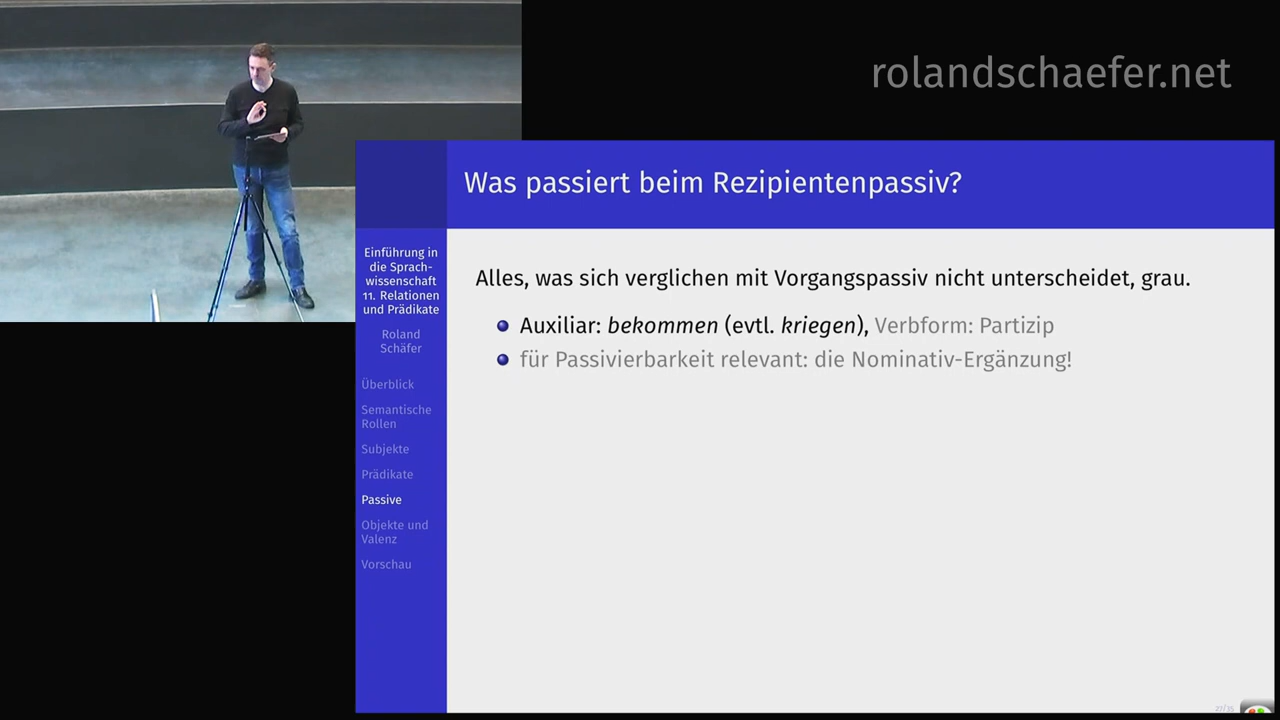 rolandschaefer.net
Was passiert beim Rezipientenpassiv?
Einführung in
die Sprach-
wissenschaft
11. Relationen
und Prädikate
Roland
Schäfer
Überblick
Semantische
Rollen
Subjekte
Prädikate
Passive
Objekte und
Valenz
Vorschau
Alles, was sich verglichen mit Vorgangspassiv nicht unterscheidet, grau.
Auxiliar: bekommen (evtl. kriegen), Verbform: Partizip
für Passivierbarkeit relevant: die Nominativ-Ergänzung!